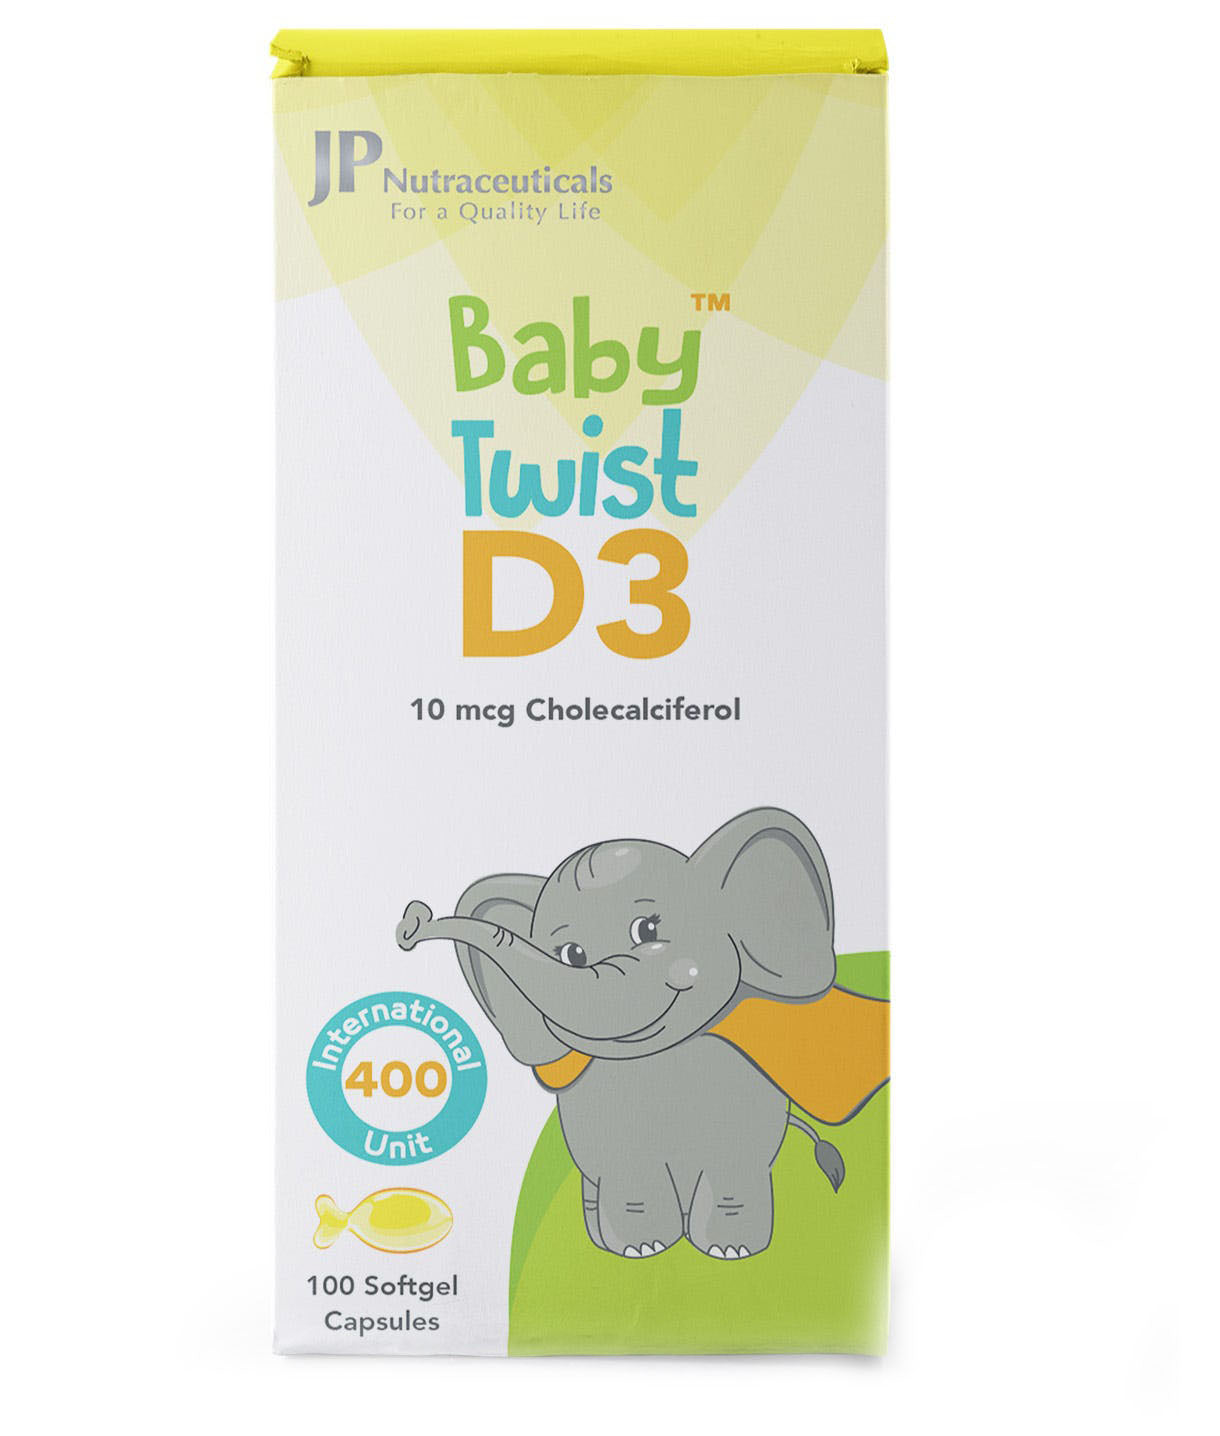 JP Nutraceuticals
For a Quality Life
Baby™
Twist
D3
10 mcg Cholecalciferol
International
400
Unit
100 Softgel
Capsules